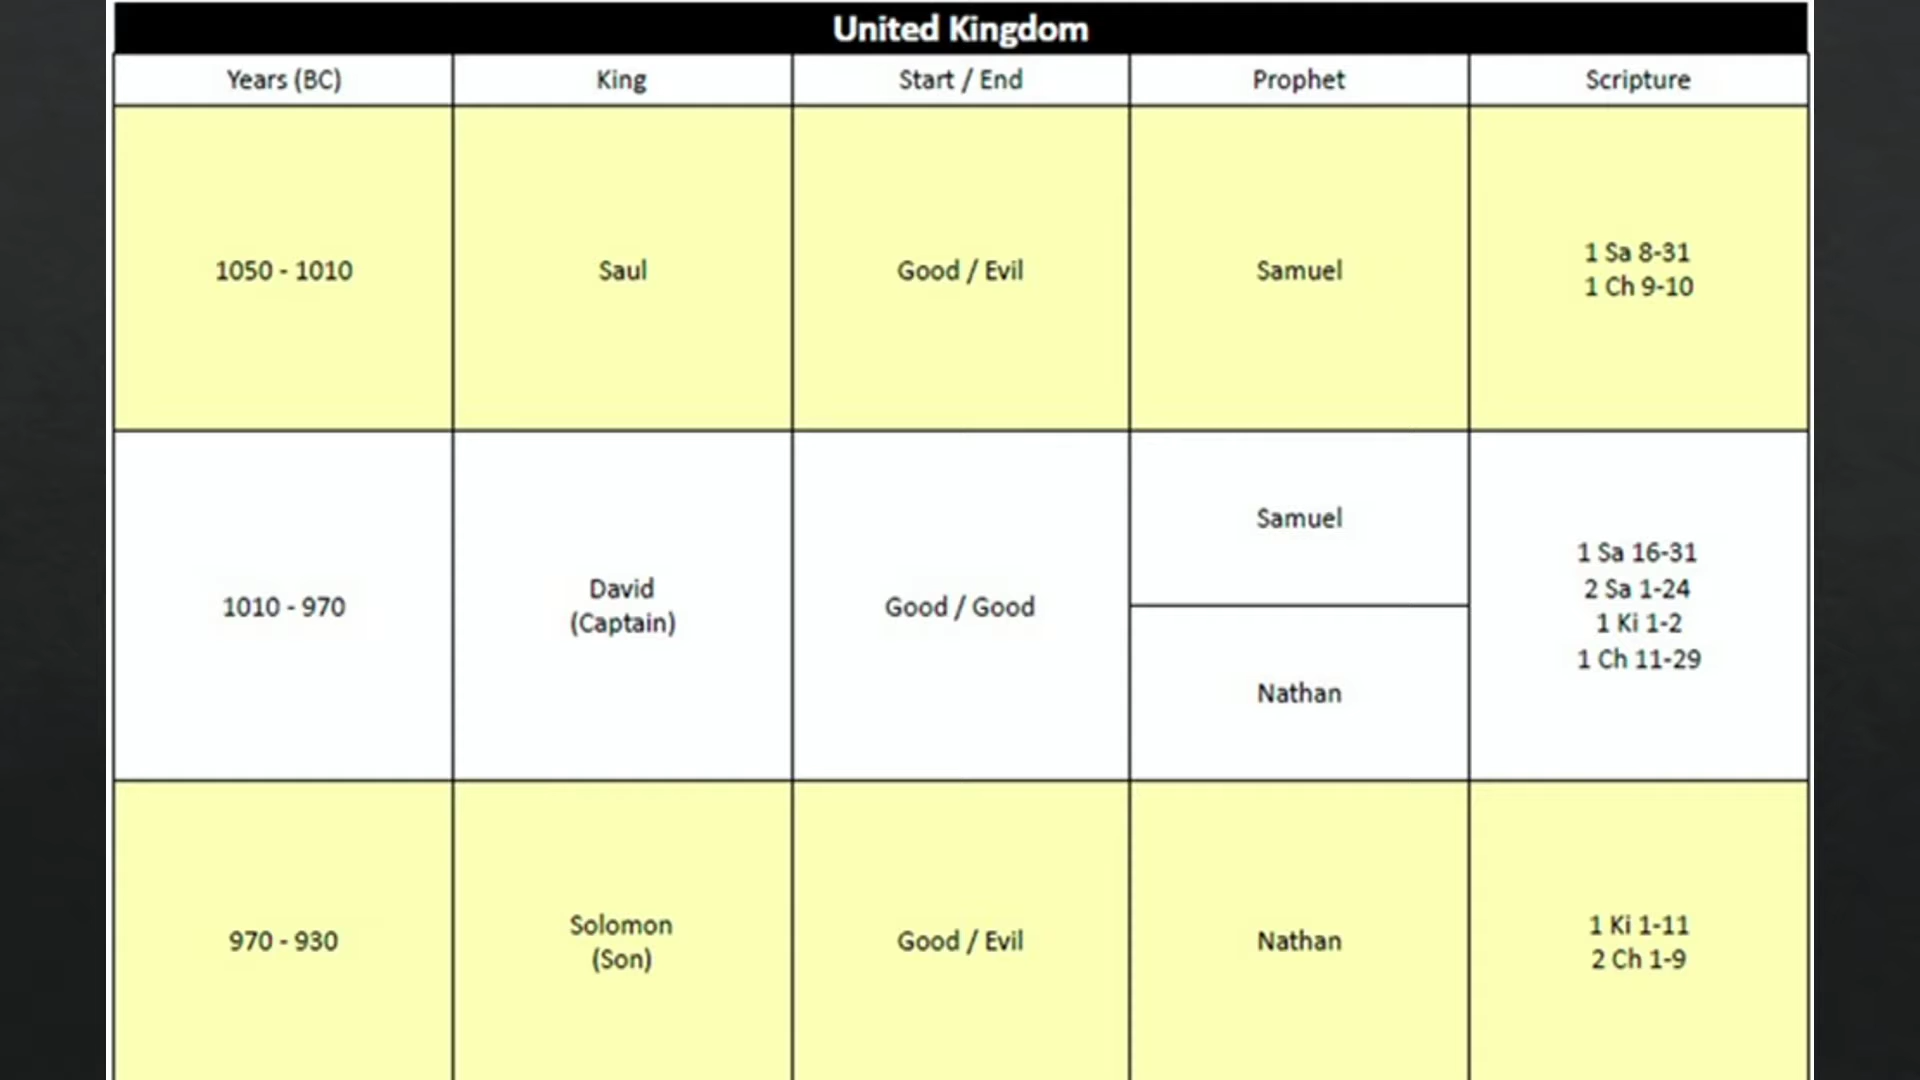 United Kingdom
Years (BC) King Start / End Prophet Scripture
1050 - 1010 Saul Good / Evil Samuel 1 Sa 8-31
1 Ch 9-10
1010 - 970 David
(Captain) Good / Good Samuel
Nathan 1 Sa 16-31
2 Sa 1-24
1 Ki 1-2
1 Ch 11-29
970 - 930 Solomon
(Son) Good / Evil Nathan 1 Ki 1-11
2 Ch 1-9